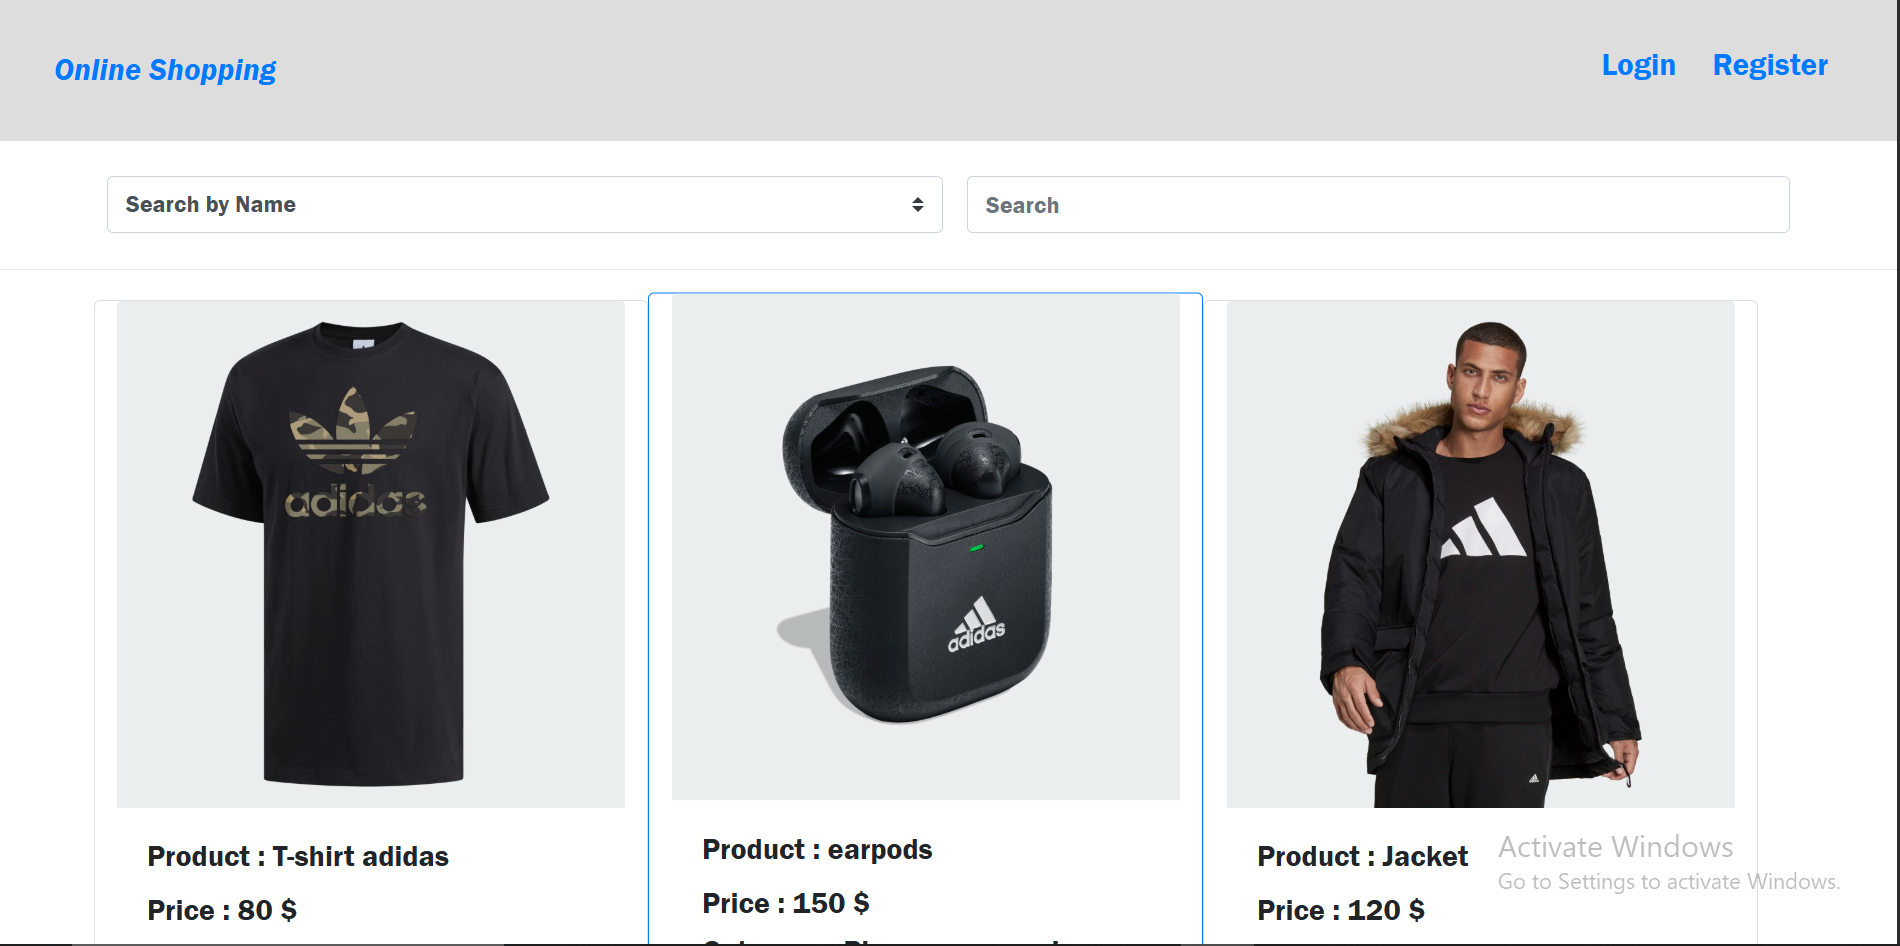 Online Shopping
Login Register
Search by Name
Search
adidas
adidas
Product : T-shirt adidas
Price : 80 $
Product : earpods
Price : 150 $
Product : Jacket
Price : 120 $
Activate Windows
Go to Settings to activate Windows.